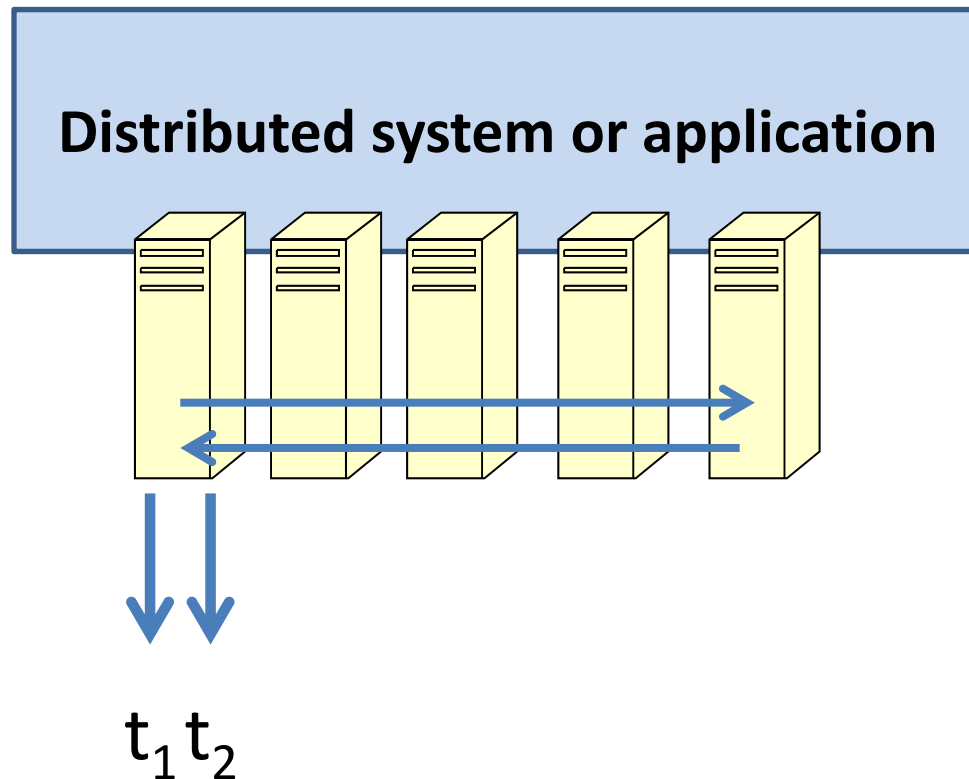 Distributed system or application
t₁ t₂